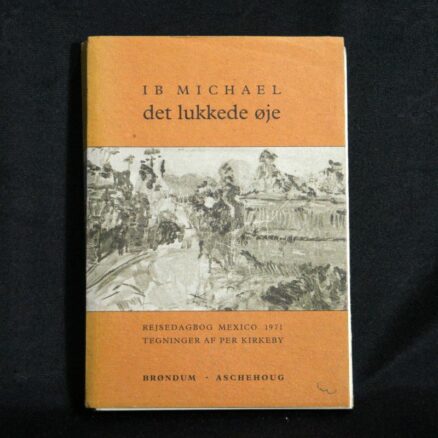 IB MICHAEL
det lukkede øje
REJSEDAGBOG MEXICO 1971
TEGNINGER AF PER KIRKEBY
BRØNDUM · ASCHEHOUG